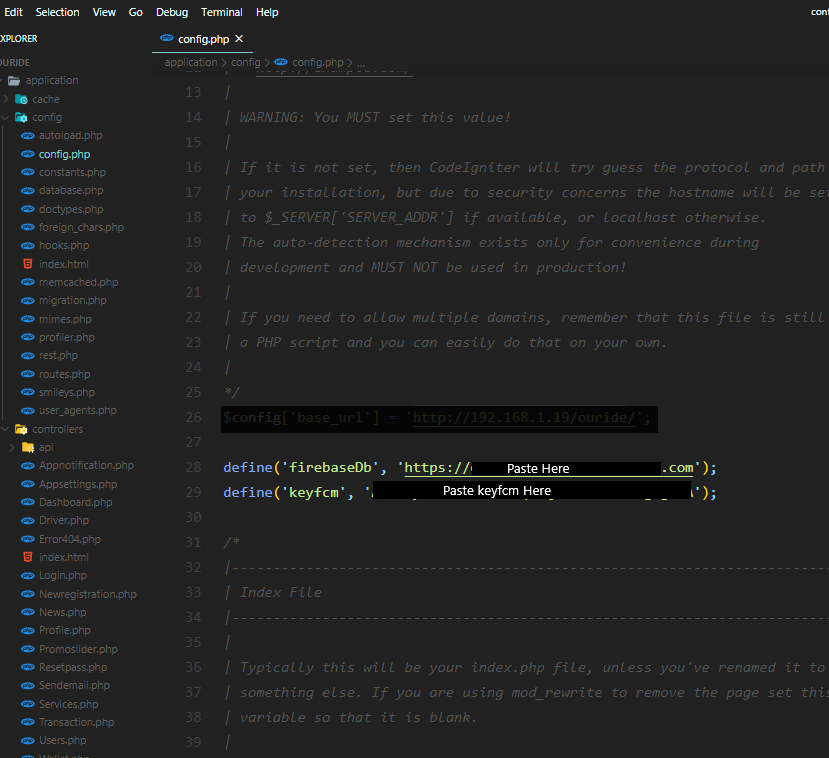 Edit Selection View Go Debug Terminal Help
cont
XPLORER
config.php ×
OURIDE
application > config > config.php > ...
application
cache
config
autoload.php
config.php
constants.php
database.php
doctypes.php
foreign_chars.php
hooks.php
index.html
memcached.php
migration.php
mimes.php
profiler.php
rest.php
routes.php
smileys.php
user_agents.php
controllers
api
Appnotification.php
Appsettings.php
Dashboard.php
Driver.php
Error404.php
index.html
Login.php
Newregistration.php
News.php
Profile.php
Promoslider.php
Resetpass.php
Sendemail.php
Services.php
Transaction.php
Users.php
Wallet.php
12 | http://example.com/
13 |
14 | WARNING: You MUST set this value!
15 |
16 | If it is not set, then CodeIgniter will try guess the protocol and path
17 | your installation, but due to security concerns the hostname will be set
18 | to $_SERVER['SERVER_ADDR'] if available, or localhost otherwise.
19 | The auto-detection mechanism exists only for convenience during
20 | development and MUST NOT be used in production!
21 |
22 | If you need to allow multiple domains, remember that this file is still
23 | a PHP script and you can easily do that on your own.
24 |
25 */
26 $config['base_url'] = 'http://192.168.1.19/ouride/';
27
28 define('firebaseDb', 'https:// Paste Here .com');
29 define('keyfcm', ' Paste keyfcm Here ');
30
31 /*
32 |--------------------------------------------------------------------------
33 | Index File
34 |--------------------------------------------------------------------------
35 |
36 | Typically this will be your index.php file, unless you've renamed it to
37 | something else. If you are using mod_rewrite to remove the page set this
38 | variable so that it is blank.
39 |